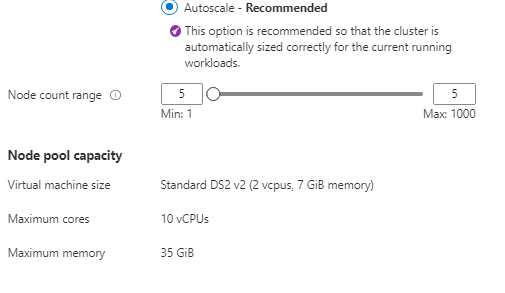 Autoscale - Recommended
This option is recommended so that the cluster is
automatically sized correctly for the current running
workloads.
Node count range
5
5
Min: 1
Max: 1000
Node pool capacity
Virtual machine size
Standard DS2 v2 (2 vcpus, 7 GiB memory)
Maximum cores
10 vCPUs
Maximum memory
35 GiB